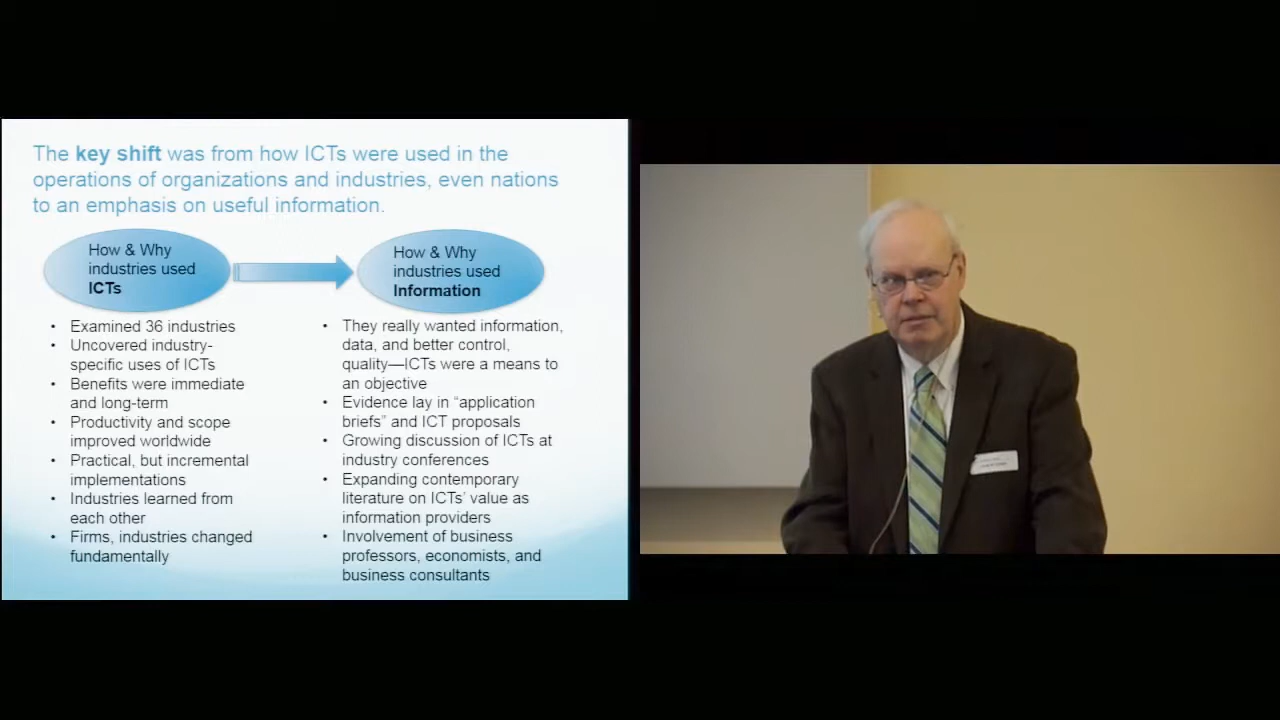 The key shift was from how ICTs were used in the
operations of organizations and industries, even nations
to an emphasis on useful information.
How & Why
industries used
ICTs
How & Why
industries used
Information
• Examined 36 industries
• Uncovered industry-
specific uses of ICTs
• Benefits were immediate
and long-term
• Productivity and scope
improved worldwide
• Practical, but incremental
implementations
• Industries learned from
each other
• Firms, industries changed
fundamentally
• They really wanted information,
data, and better control,
quality—ICTs were a means to
an objective
• Evidence lay in “application
briefs” and ICT proposals
• Growing discussion of ICTs at
industry conferences
• Expanding contemporary
literature on ICTs’ value as
information providers
• Involvement of business
professors, economists, and
business consultants